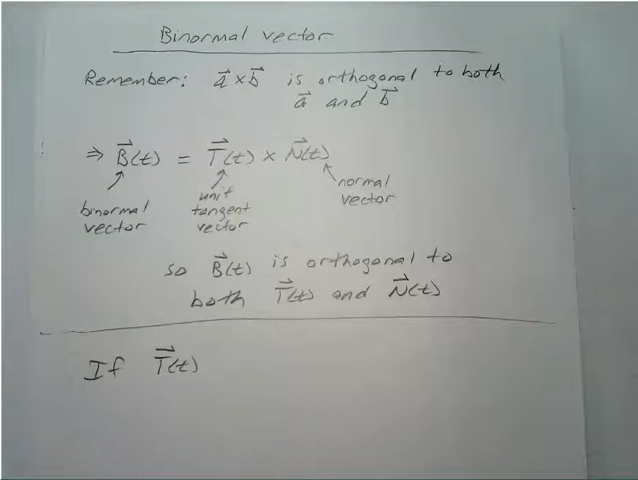 Binormal vector
Remember: a⃗ × b⃗ is orthogonal to both
a⃗ and b⃗
⇒ B⃗(t) = T⃗(t) × N⃗(t)
binormal vector
unit tangent vector
normal vector
so B⃗(t) is orthogonal to
both T⃗(t) and N⃗(t)
If T⃗(t)